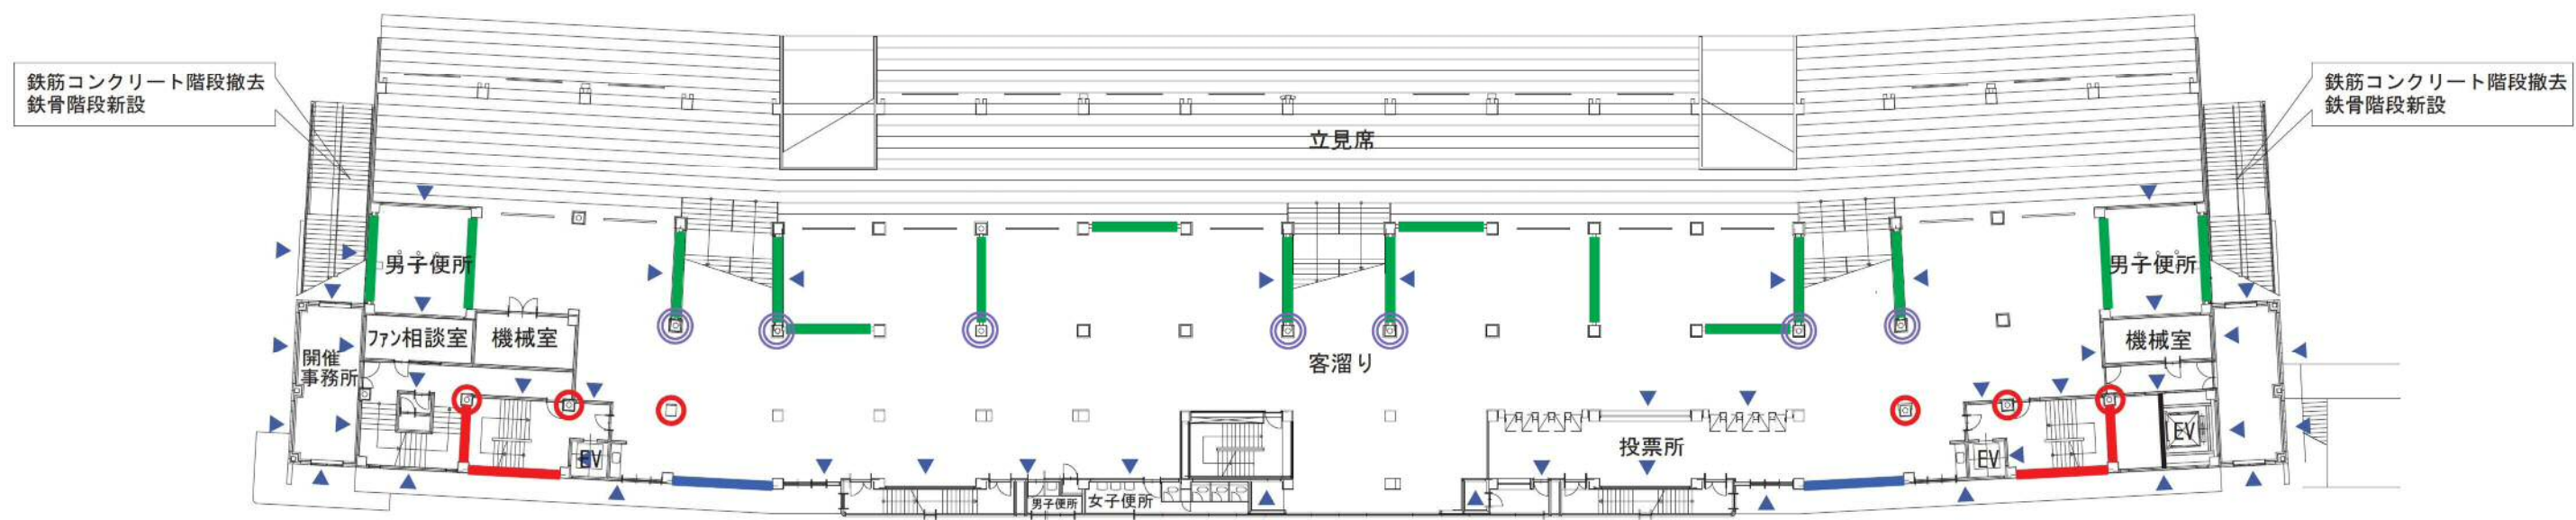 鉄筋コンクリート階段撤去
鉄骨階段新設
鉄筋コンクリート階段撤去
鉄骨階段新設
立見席
男子便所
男子便所
ファン相談室
機械室
機械室
開催
事務所
客溜り
投票所
EV
EV
EV
男子便所
女子便所